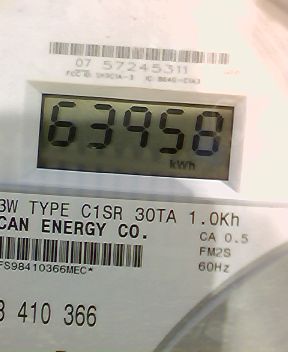 07 57245311
63958
kWh
3W TYPE C1SR 30TA 1.0Kh
CAN ENERGY CO.
CA 0.5
FM2S
60Hz
FS98410366MEC*
410 366